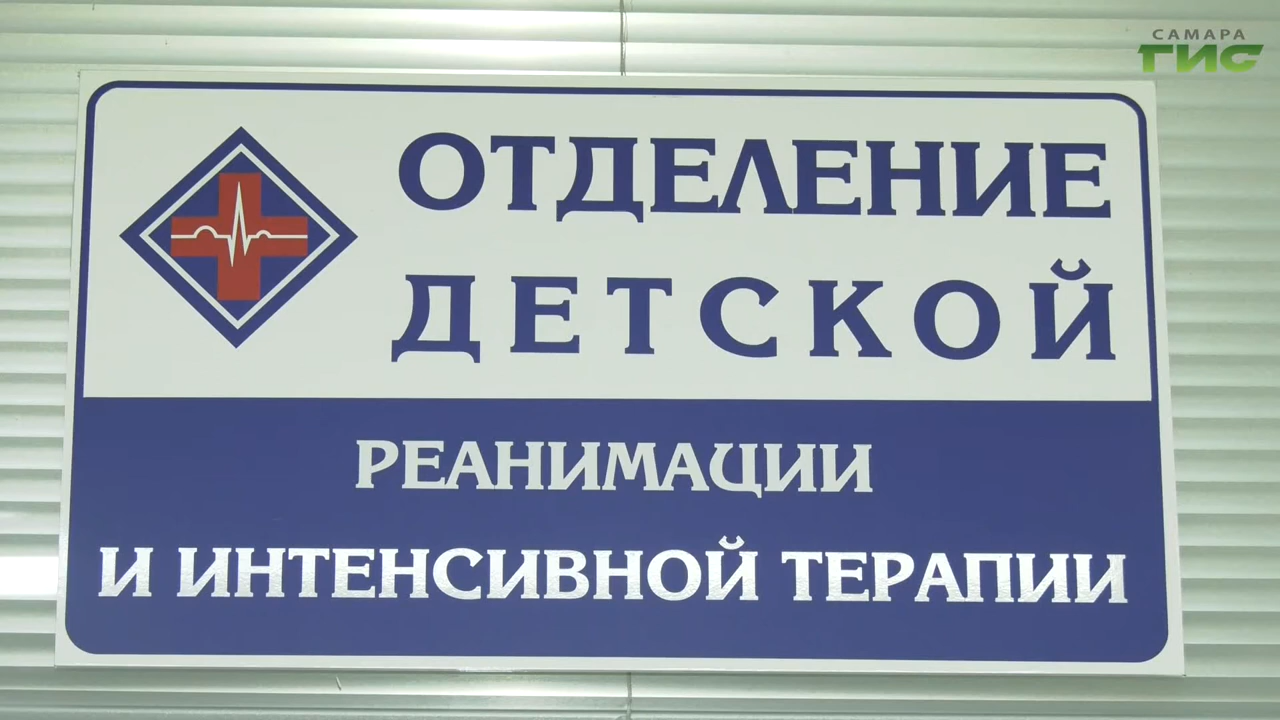 САМАРА
ГИС
ОТДЕЛЕНИЕ
ДЕТСКОЙ
РЕАНИМАЦИИ
И ИНТЕНСИВНОЙ ТЕРАПИИ